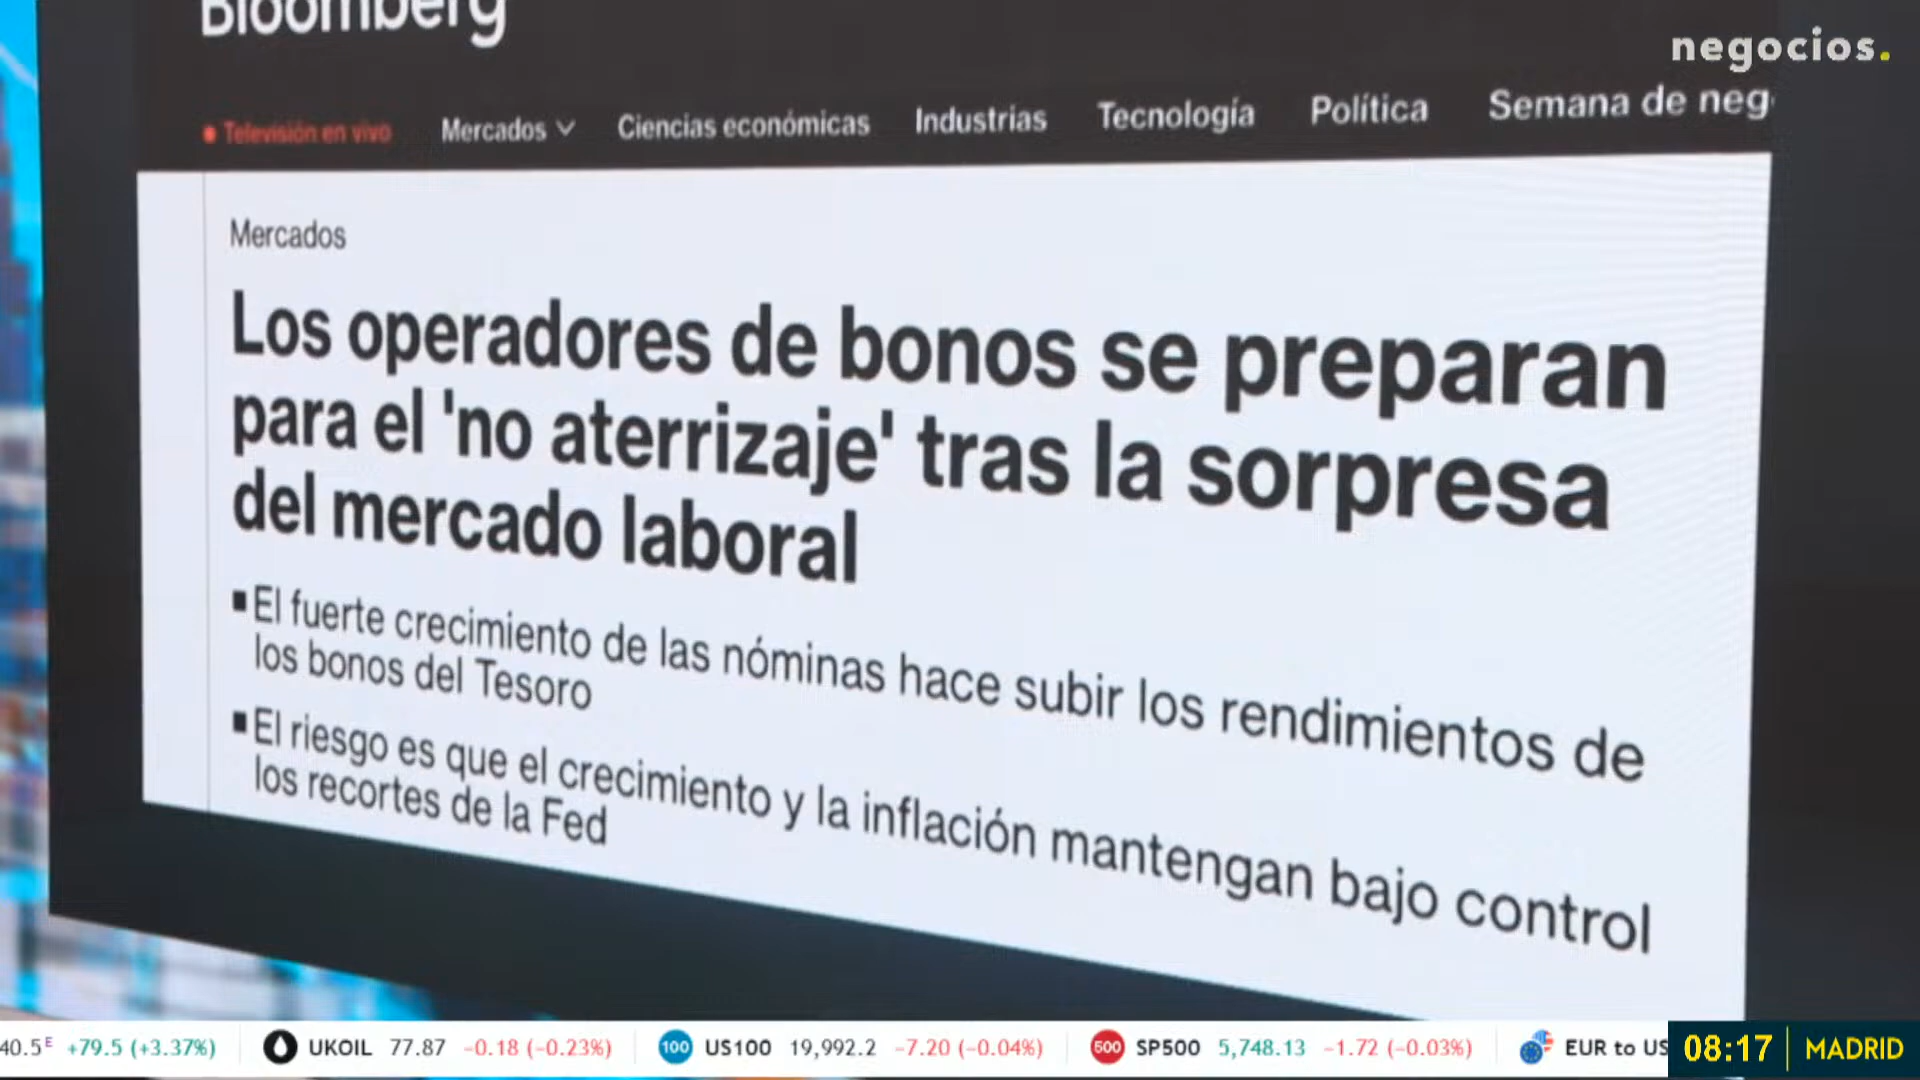 Bloomberg
negocios.
Televisión en vivo Mercados Ciencias económicas Industrias Tecnología Política Semana de neg
Mercados
Los operadores de bonos se preparan
para el 'no aterrizaje' tras la sorpresa
del mercado laboral
El fuerte crecimiento de las nóminas hace subir los rendimientos de
los bonos del Tesoro
El riesgo es que el crecimiento y la inflación mantengan bajo control
los recortes de la Fed
40.5E +79.5 (+3.37%) UKOIL 77.87 −0.18 (−0.23%) 100 US100 19,992.2 −7.20 (−0.04%) 500 SP500 5,748.13 −1.72 (−0.03%) EUR to US 08:17 MADRID